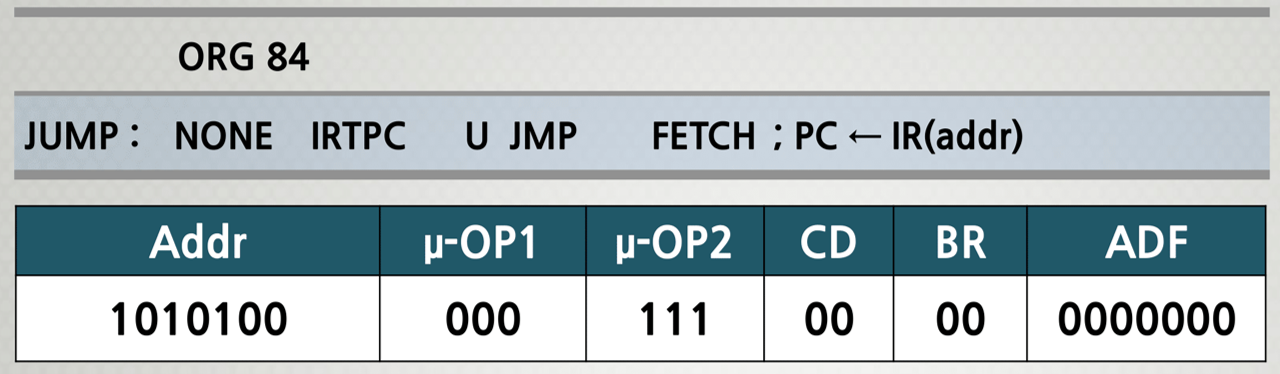 ORG 84
JUMP : NONE IRTPC U JMP FETCH ; PC ← IR(addr)
Addr μ-OP1 μ-OP2 CD BR ADF
1010100 000 111 00 00 0000000